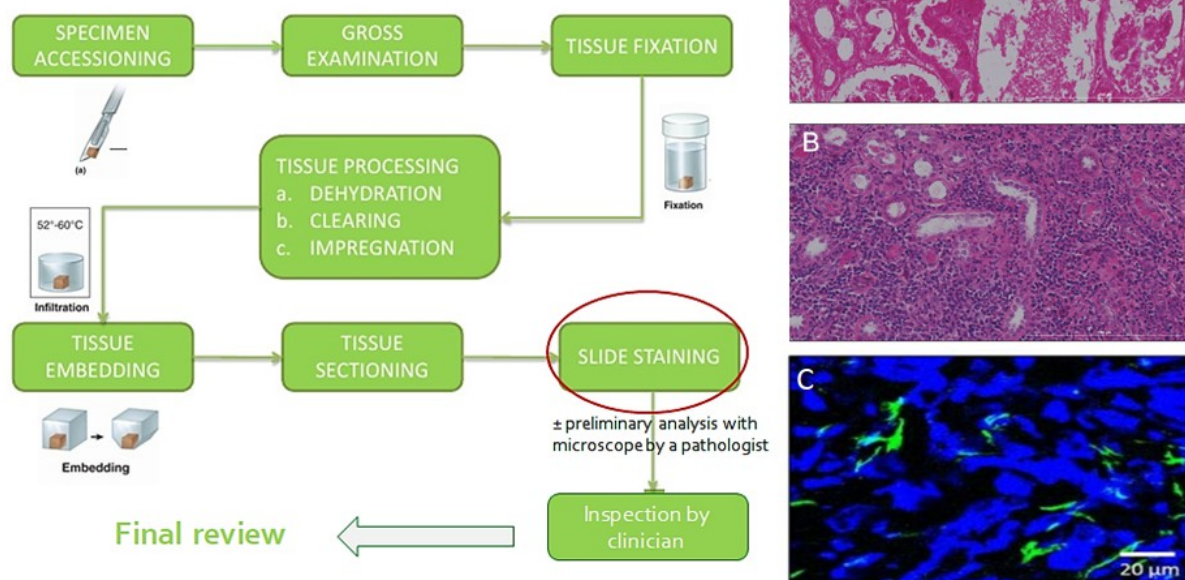 SPECIMEN
ACCESSIONING
GROSS
EXAMINATION
TISSUE FIXATION
(a)
Fixation
TISSUE PROCESSING
a. DEHYDRATION
b. CLEARING
c. IMPREGNATION
52°-60°C
Infiltration
TISSUE
EMBEDDING
TISSUE
SECTIONING
SLIDE STAINING
Embedding
± preliminary analysis with
microscope by a pathologist
Inspection by
clinician
Final review
B
C
20 µm